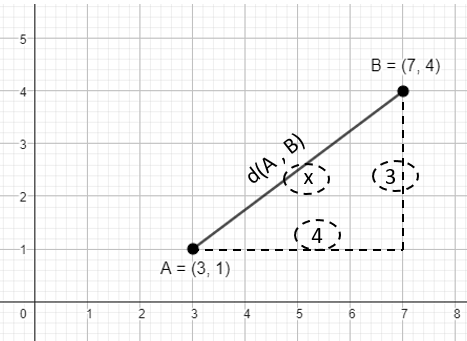 5
B = (7, 4)
4
3
d(A , B)
x
3
2
4
1
A = (3, 1)
0 1 2 3 4 5 6 7 8